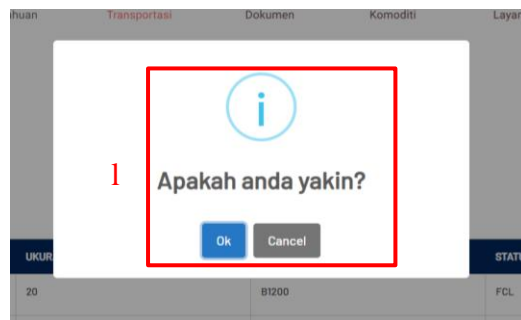 huan Transportasi Dokumen Komoditi Layan
i
1
Apakah anda yakin?
Ok Cancel
UKUR STATU
20 B1200 FCL